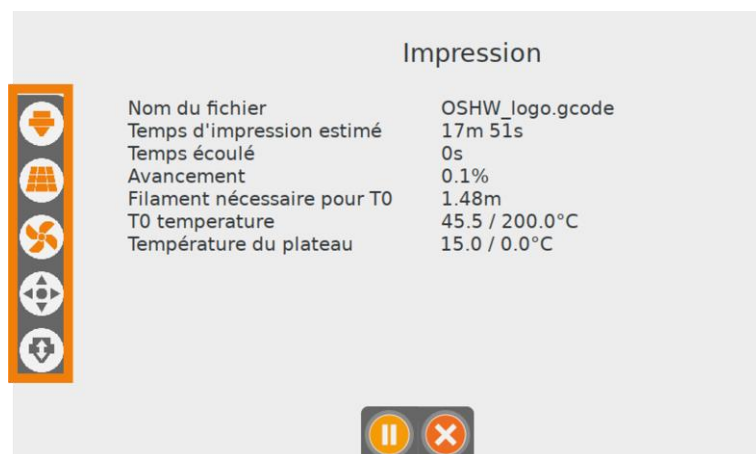 Impression
Nom du fichier OSHW_logo.gcode
Temps d'impression estimé 17m 51s
Temps écoulé 0s
Avancement 0.1%
Filament nécessaire pour T0 1.48m
T0 temperature 45.5 / 200.0°C
Température du plateau 15.0 / 0.0°C